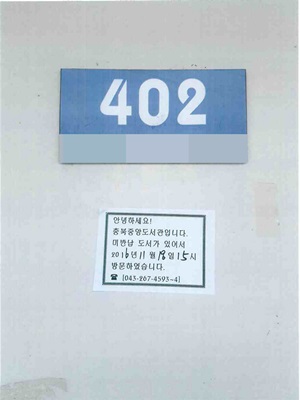 402
안녕하세요!
충북중앙도서관입니다.
미반납 도서가 있어서
2016년 11월 18일 15시
방문하였습니다.
☎ (043-267-4593~4)